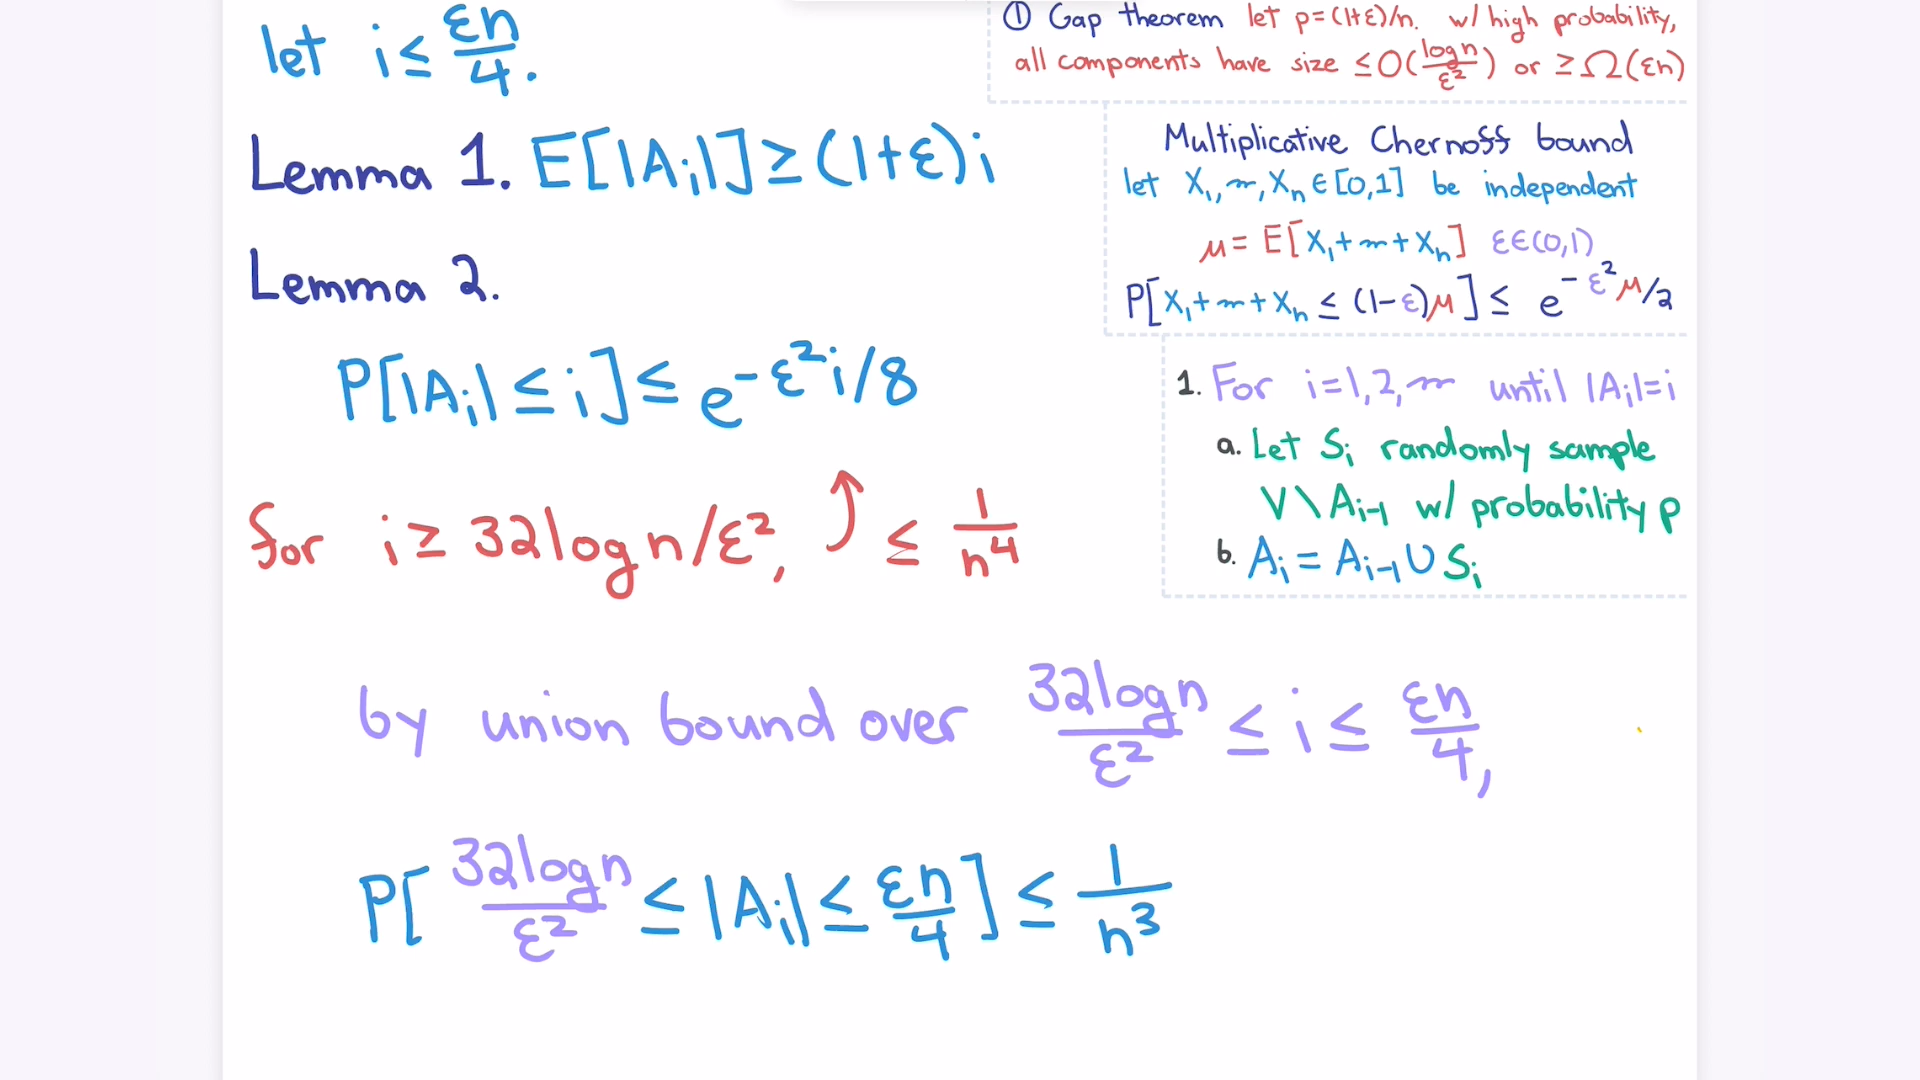 let i ≤ εn/4.
Lemma 1. E[|Aᵢ|] ≥ (1+ε)i
Lemma 2.
P[|Aᵢ| ≤ i] ≤ e^{-ε²i/8}
for i ≥ 32logn/ε², ⤴ ≤ 1/n⁴
by union bound over 32logn/ε² ≤ i ≤ εn/4,
P[32logn/ε² ≤ |Aᵢ| ≤ εn/4] ≤ 1/n³
① Gap theorem let p=(1+ε)/n. w/ high probability,
all components have size ≤O(logn/ε²) or ≥Ω(εn)
Multiplicative Chernoff bound
let X₁,…,Xₙ ∈ [0,1] be independent
μ = E[X₁+…+Xₙ] ε∈(0,1)
P[X₁+…+Xₙ ≤ (1-ε)μ] ≤ e^{-ε²μ/2}
1. For i=1,2,… until |Aᵢ|=i
a. Let Sᵢ randomly sample
V\Aᵢ₋₁ w/ probability p
b. Aᵢ = Aᵢ₋₁ ∪ Sᵢ